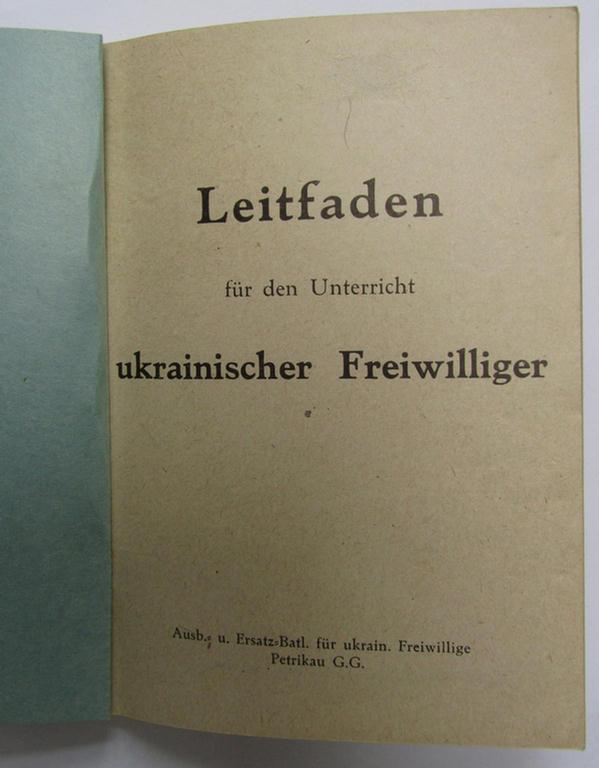 Leitfaden
für den Unterricht
ukrainischer Freiwilliger
Ausb.- u. Ersatz-Batl. für ukrain. Freiwillige
Petrikau G.G.